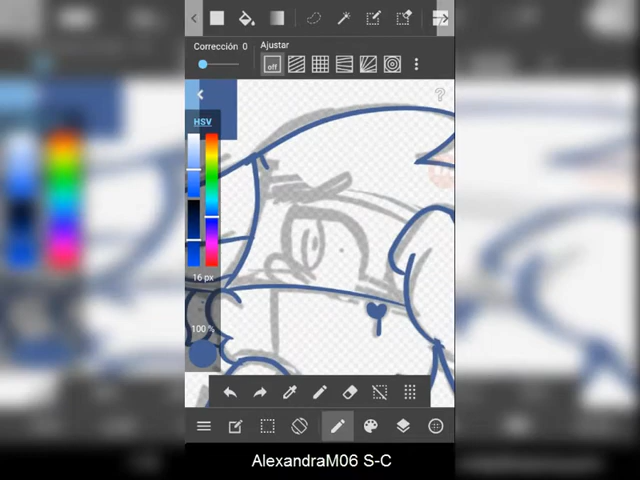 Corrección 0
Ajustar
off
?
HSV
16 px
100 %
AlexandraM06 S-C